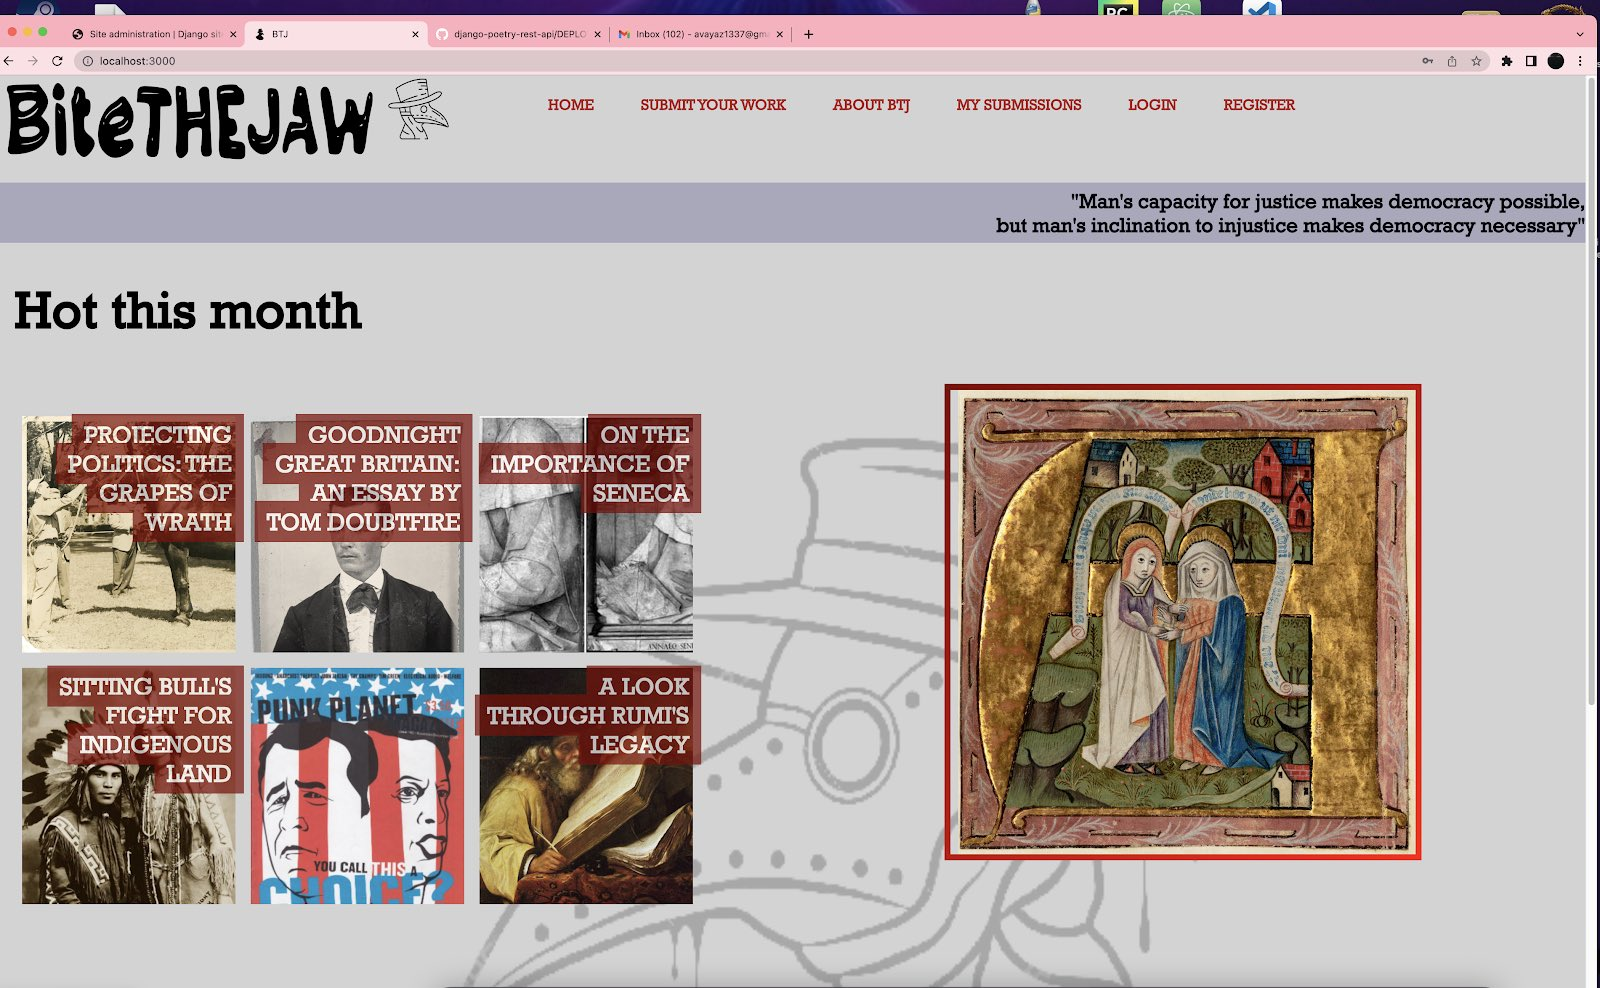 Site administration | Django sit
BTJ
django-poetry-rest-api/DEPLO
Inbox (102) - avayaz1337@gm
localhost:3000
BiteTHEJAW
HOME
SUBMIT YOUR WORK
ABOUT BTJ
MY SUBMISSIONS
LOGIN
REGISTER
"Man's capacity for justice makes democracy possible,
but man's inclination to injustice makes democracy necessary"
Hot this month
PROJECTING
POLITICS: THE
GRAPES OF
WRATH
GOODNIGHT
GREAT BRITAIN:
AN ESSAY BY
TOM DOUBTFIRE
ON THE
IMPORTANCE OF
SENECA
SITTING BULL'S
FIGHT FOR
INDIGENOUS
LAND
PUNK PLANET
YOU CALL THIS A
CHOICE?
A LOOK
THROUGH RUMI'S
LEGACY